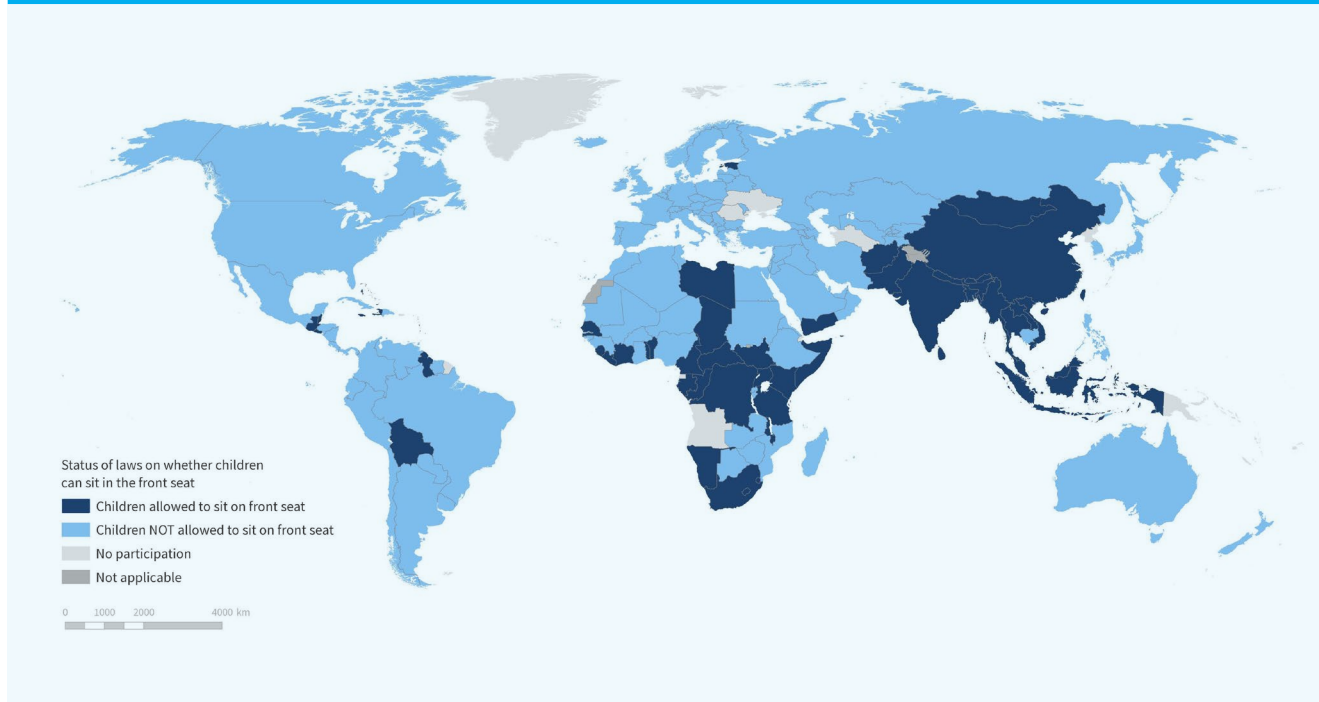 Status of laws on whether children
can sit in the front seat
Children allowed to sit on front seat
Children NOT allowed to sit on front seat
No participation
Not applicable
0 1000 2000 4000 km